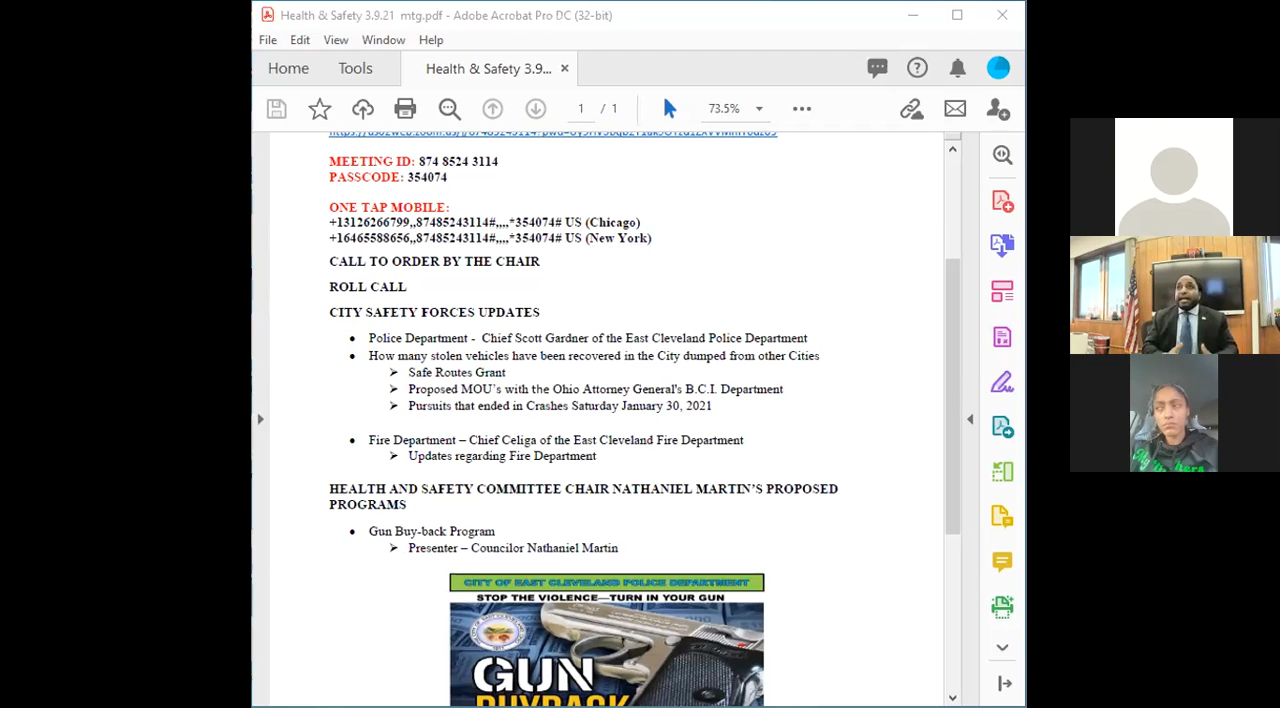 Health & Safety 3.9.21 mtg.pdf - Adobe Acrobat Pro DC (32-bit)
File Edit View Window Help
Home Tools Health & Safety 3.9... ×
1 / 1 73.5%
MEETING ID: 874 8524 3114
PASSCODE: 354074
ONE TAP MOBILE:
+13126266799,,87485243114#,,,,*354074# US (Chicago)
+16465588656,,87485243114#,,,,*354074# US (New York)
CALL TO ORDER BY THE CHAIR
ROLL CALL
CITY SAFETY FORCES UPDATES
• Police Department - Chief Scott Gardner of the East Cleveland Police Department
• How many stolen vehicles have been recovered in the City dumped from other Cities
➢ Safe Routes Grant
➢ Proposed MOU's with the Ohio Attorney General's B.C.I. Department
➢ Pursuits that ended in Crashes Saturday January 30, 2021
• Fire Department – Chief Celiga of the East Cleveland Fire Department
➢ Updates regarding Fire Department
HEALTH AND SAFETY COMMITTEE CHAIR NATHANIEL MARTIN'S PROPOSED
PROGRAMS
• Gun Buy-back Program
➢ Presenter – Councilor Nathaniel Martin
CITY OF EAST CLEVELAND POLICE DEPARTMENT
STOP THE VIOLENCE—TURN IN YOUR GUN
GUN
BUYBACK